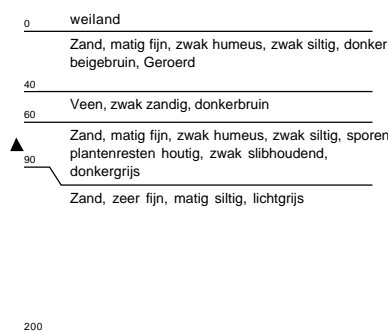 0 weiland
Zand, matig fijn, zwak humeus, zwak siltig, donker
beigebruin, Geroerd
40
Veen, zwak zandig, donkerbruin
60
Zand, matig fijn, zwak humeus, zwak siltig, sporen
plantenresten houtig, zwak slibhoudend,
90
donkergrijs
Zand, zeer fijn, matig siltig, lichtgrijs
200